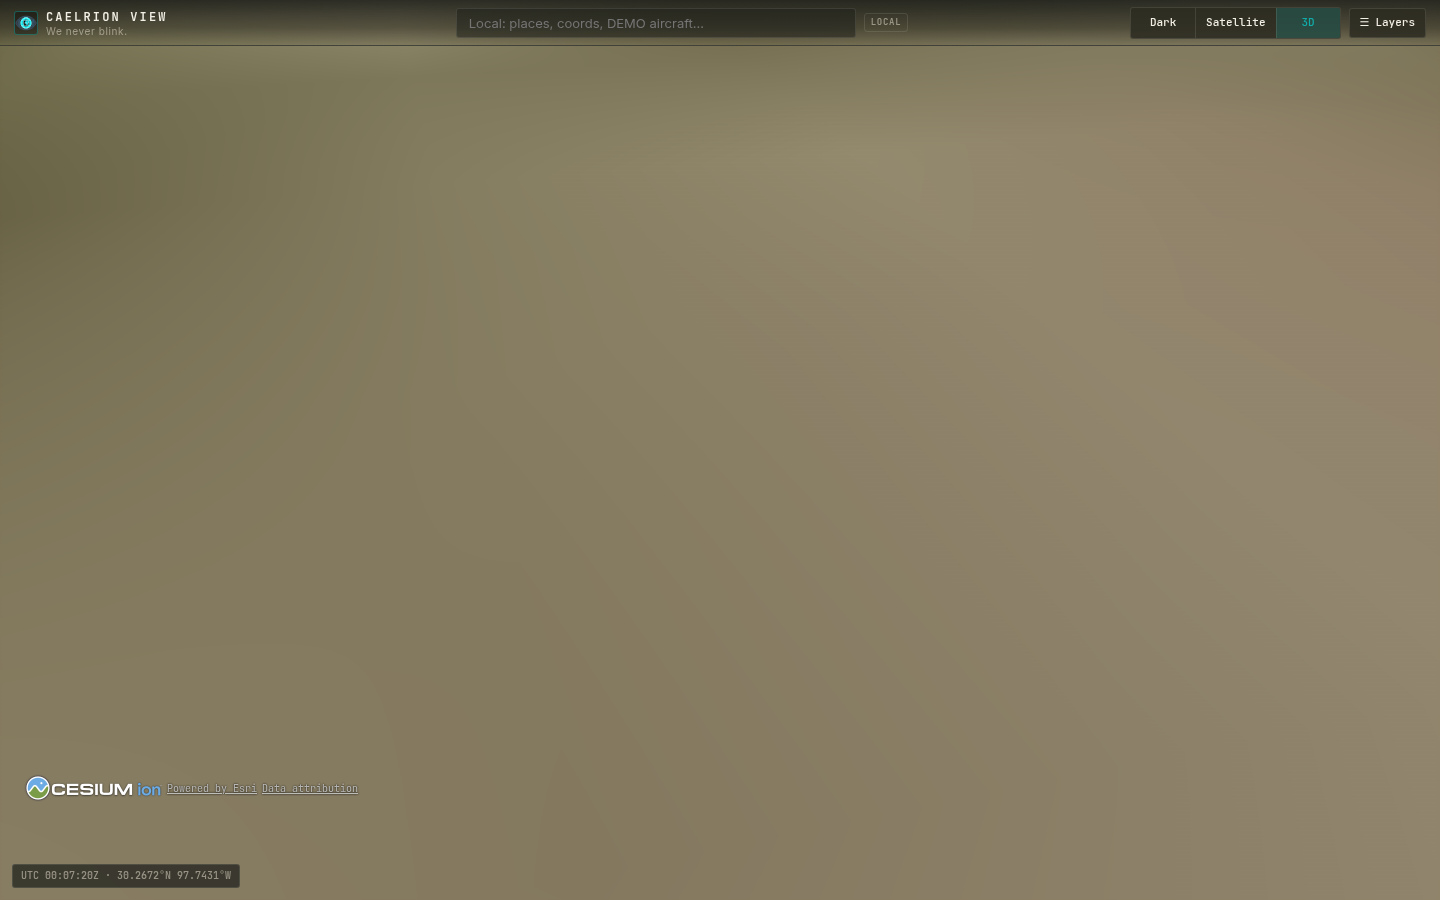 CAELRION VIEW
We never blink.
Local: places, coords, DEMO aircraft...
LOCAL
Dark
Satellite
3D
☰ Layers
CESIUM ion Powered by Esri Data attribution
UTC 00:07:20Z · 30.2672°N 97.7431°W